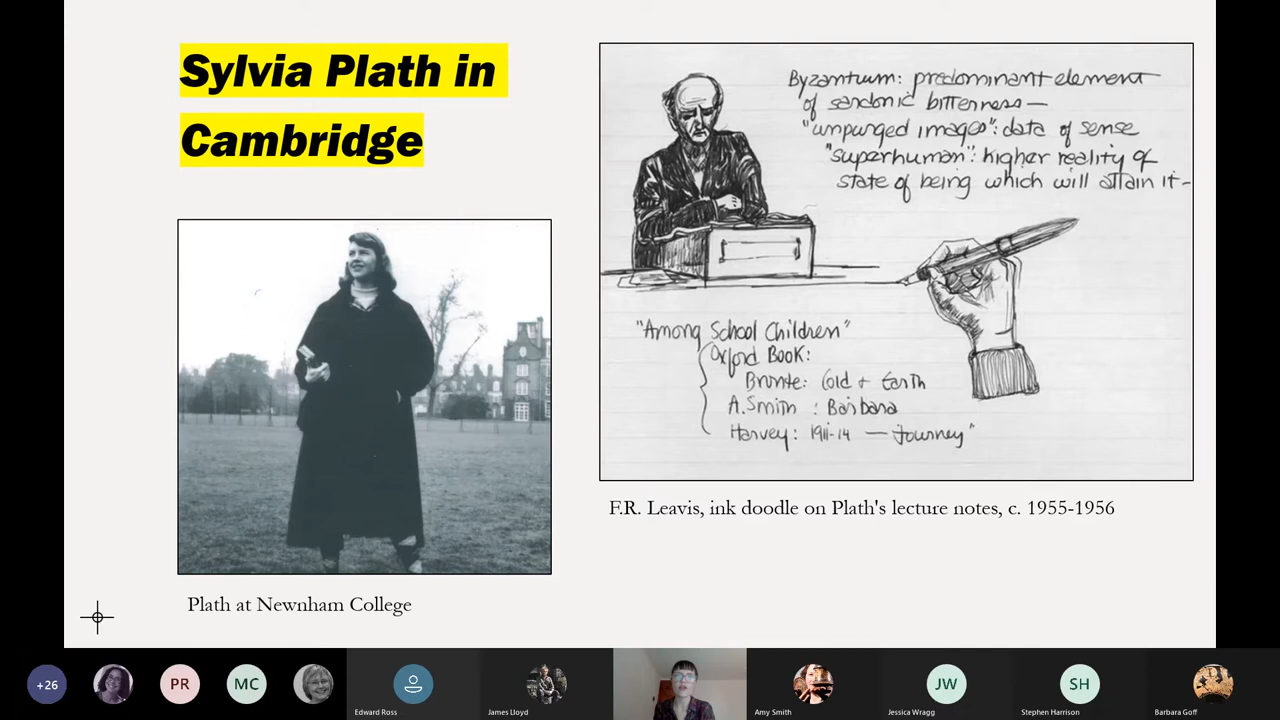 Sylvia Plath in
Cambridge
Byzantium: predominant element
of sardonic bitterness —
"unpurged images": data of sense
"superhuman": higher reality of
state of being which will attain it -
"Among School Children"
Oxford Book:
Bronte: Cold + Earth
A. Smith : Barbara
Harvey: 1911-14 — Journey"
F.R. Leavis, ink doodle on Plath's lecture notes, c. 1955-1956
Plath at Newnham College
+26
PR
MC
Edward Ross
James Lloyd
Amy Smith
JW
Jessica Wragg
SH
Stephen Harrison
Barbara Goff